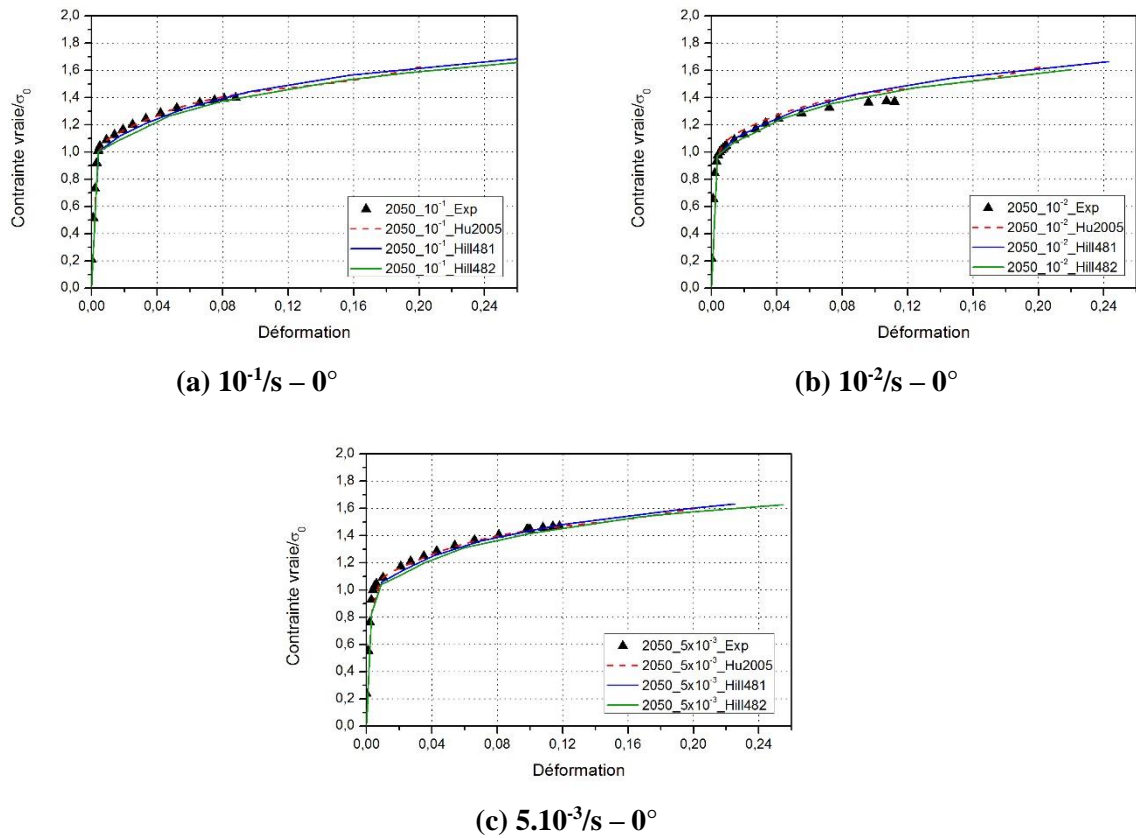 2,0
1,8
1,6
1,4
1,2
1,0
0,8
0,6
0,4
0,2
0,0
Contrainte vraie/σ₀
2050_10⁻¹_Exp
2050_10⁻¹_Hu2005
2050_10⁻¹_Hill481
2050_10⁻¹_Hill482
0,00 0,04 0,08 0,12 0,16 0,20 0,24
Déformation
(a) 10⁻¹/s – 0°
2,0
1,8
1,6
1,4
1,2
1,0
0,8
0,6
0,4
0,2
0,0
Contrainte vraie/σ₀
2050_10⁻²_Exp
2050_10⁻²_Hu2005
2050_10⁻²_Hill481
2050_10⁻²_Hill482
0,00 0,04 0,08 0,12 0,16 0,20 0,24
Déformation
(b) 10⁻²/s – 0°
2,0
1,8
1,6
1,4
1,2
1,0
0,8
0,6
0,4
0,2
0,0
Contrainte vraie/σ₀
2050_5x10⁻³_Exp
2050_5x10⁻³_Hu2005
2050_5x10⁻³_Hill481
2050_5x10⁻³_Hill482
0,00 0,04 0,08 0,12 0,16 0,20 0,24
Déformation
(c) 5.10⁻³/s – 0°